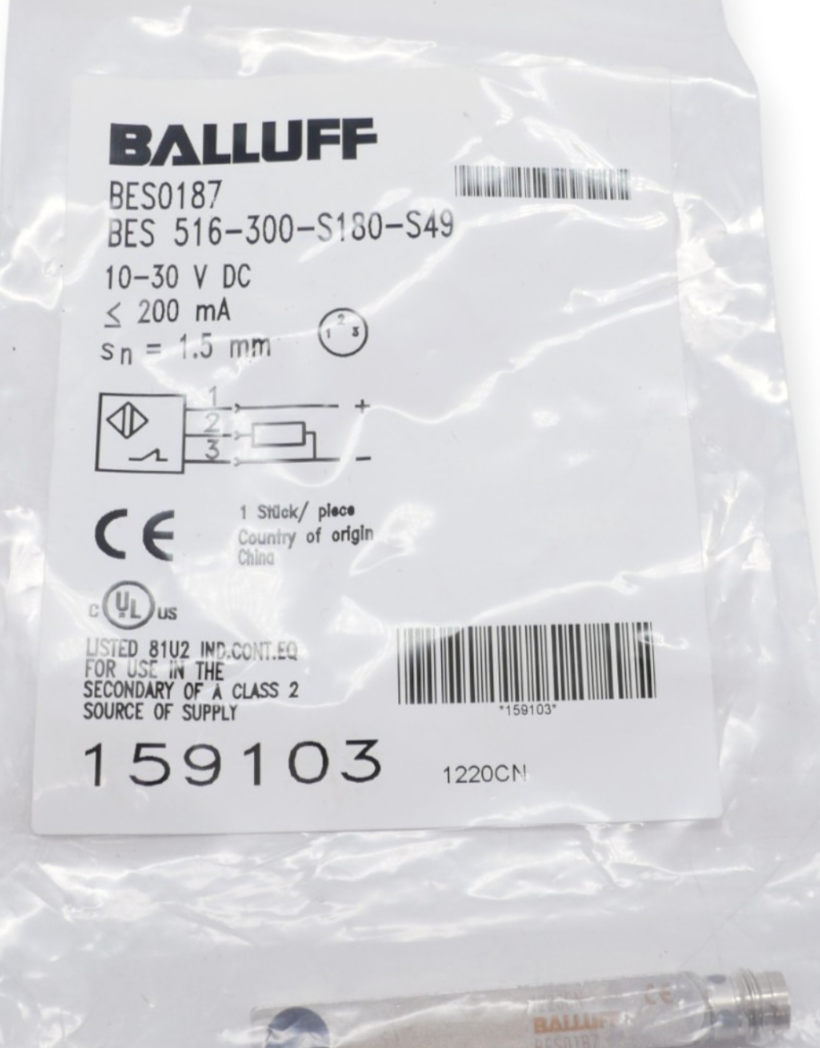 BALLUFF
BES0187
BES 516-300-S180-S49
10-30 V DC
≤ 200 mA
sn = 1.5 mm
1 2 3
1
+
2
3
−
CE
1 Stück/ piece
Country of origin
China
C UL US
LISTED 81U2 IND.CONT.EQ
FOR USE IN THE
SECONDARY OF A CLASS 2
SOURCE OF SUPPLY
*159103*
159103
1220CN
CE
BALLUFF
BES0187